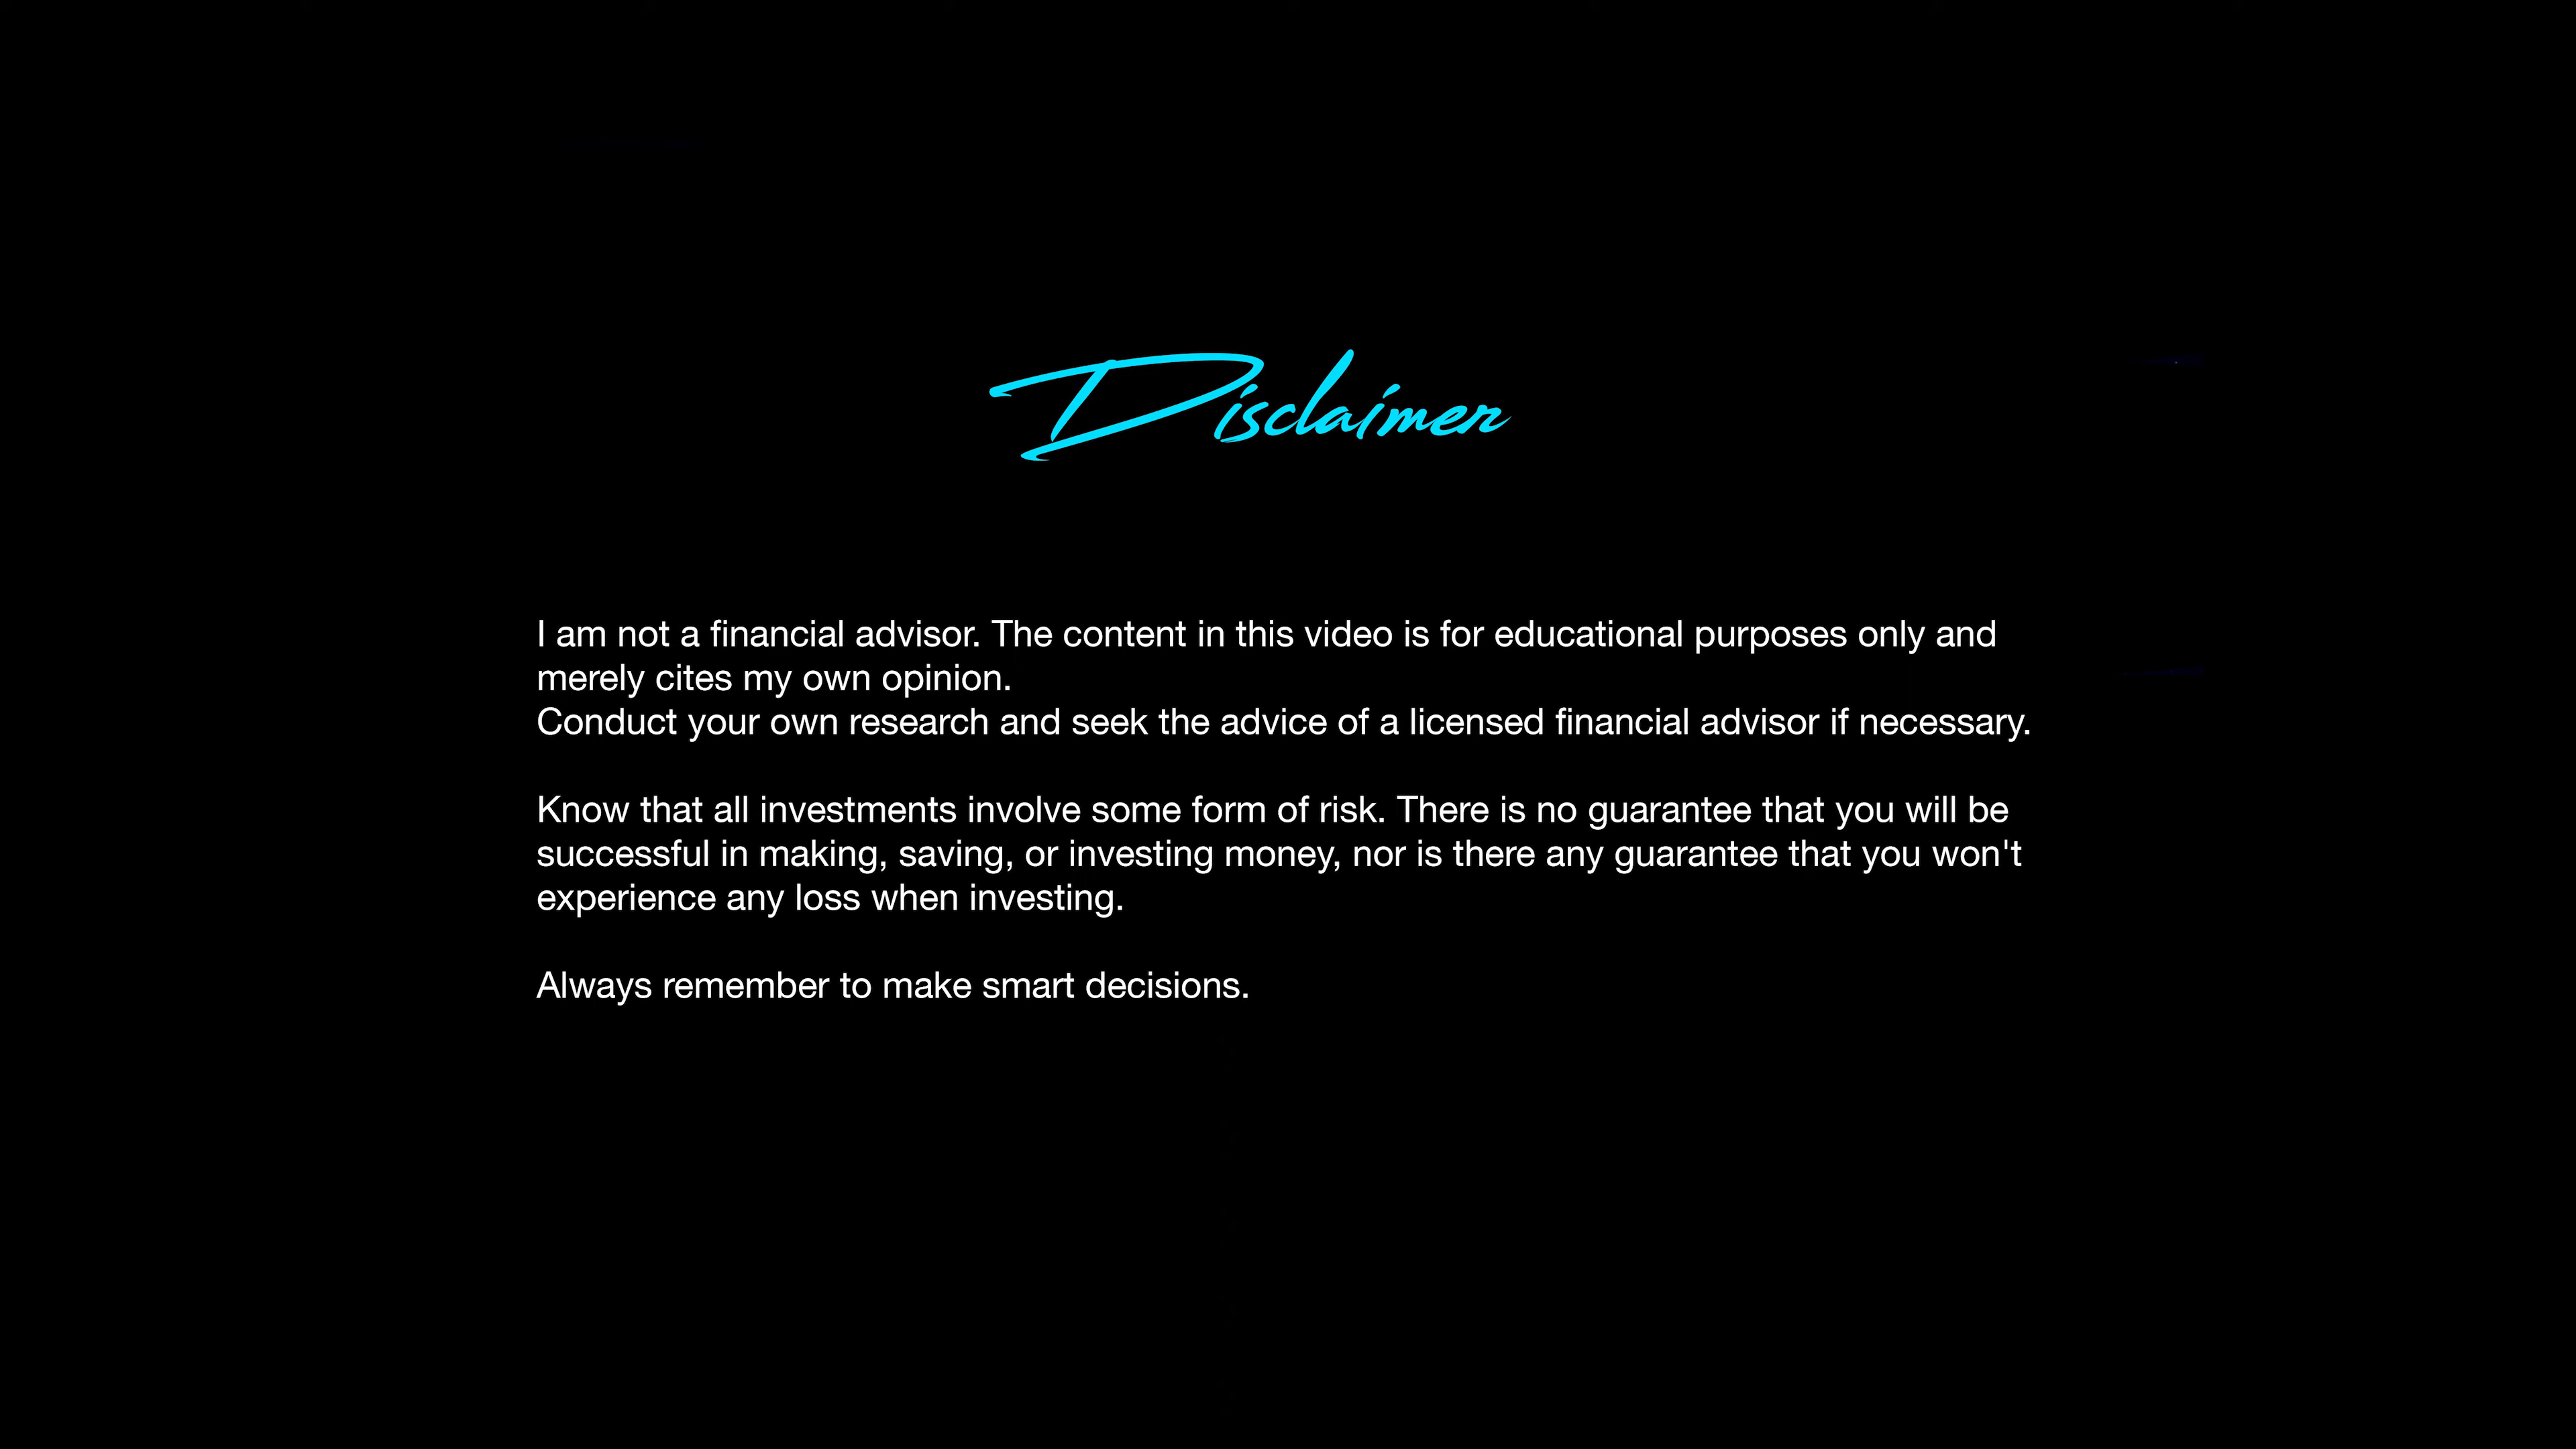 Disclaimer
I am not a financial advisor. The content in this video is for educational purposes only and
merely cites my own opinion.
Conduct your own research and seek the advice of a licensed financial advisor if necessary.
Know that all investments involve some form of risk. There is no guarantee that you will be
successful in making, saving, or investing money, nor is there any guarantee that you won't
experience any loss when investing.
Always remember to make smart decisions.